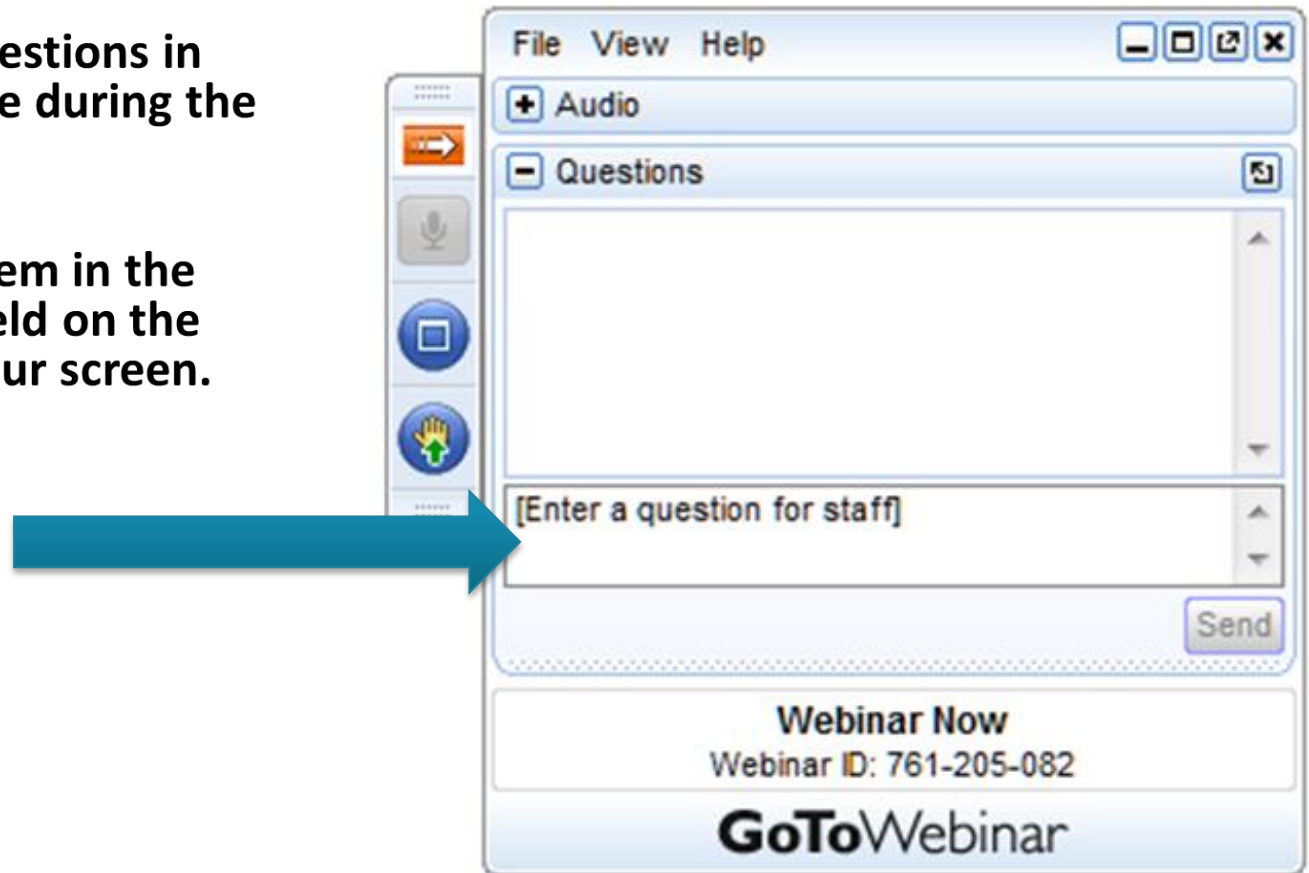 estions in
e during the
em in the
eld on the
ur screen.
File View Help
Audio
Questions
[Enter a question for staff]
Send
Webinar Now
Webinar ID: 761-205-082
GoToWebinar